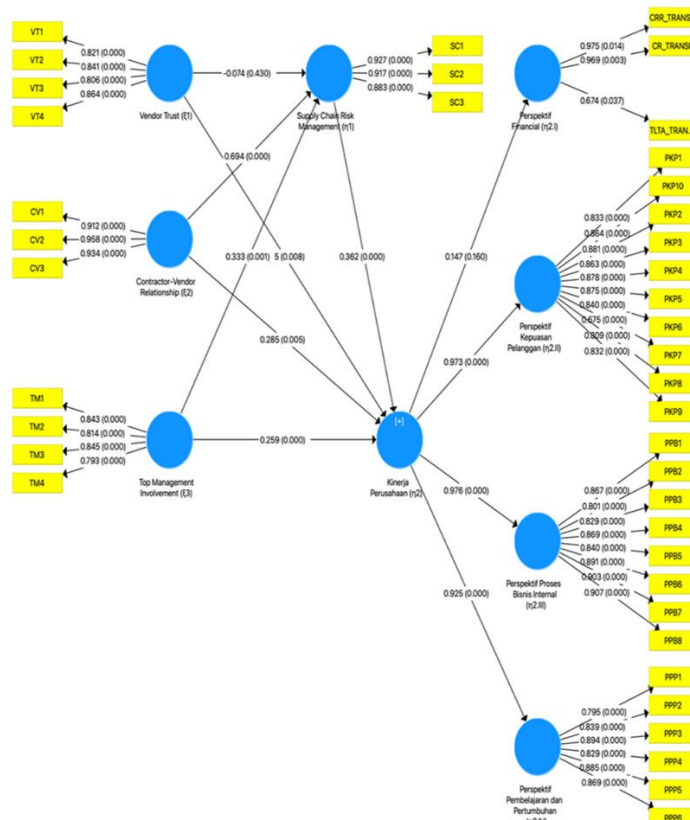 VT1
VT2
VT3
VT4
0.821 (0.000)
0.841 (0.000)
0.806 (0.000)
0.864 (0.000)
Vendor Trust (ξ1)
-0.074 (0.430)
Supply Chain Risk
Management (η1)
0.927 (0.000)
0.917 (0.000)
0.883 (0.000)
SC1
SC2
SC3
CV1
CV2
CV3
0.912 (0.000)
0.958 (0.000)
0.934 (0.000)
Contractor-Vendor
Relationship (ξ2)
0.694 (0.000)
0.333 (0.001)
5 (0.008)
0.362 (0.000)
0.285 (0.005)
TM1
TM2
TM3
TM4
0.843 (0.000)
0.814 (0.000)
0.845 (0.000)
0.793 (0.000)
Top Management
Involvement (ξ3)
0.259 (0.000)
[+]
Kinerja
Perusahaan (η2)
0.147 (0.160)
0.973 (0.000)
0.976 (0.000)
0.925 (0.000)
Perspektif
Financial (η2.I)
0.975 (0.014)
0.969 (0.003)
0.674 (0.037)
CRR_TRANS
CR_TRANSF
TLTA_TRAN.
Perspektif
Kepuasan
Pelanggan (η2.II)
0.833 (0.000)
0.864 (0.000)
0.881 (0.000)
0.863 (0.000)
0.878 (0.000)
0.875 (0.000)
0.840 (0.000)
0.675 (0.000)
0.809 (0.000)
0.832 (0.000)
PKP1
PKP10
PKP2
PKP3
PKP4
PKP5
PKP6
PKP7
PKP8
PKP9
Perspektif Proses
Bisnis Internal
(η2.III)
0.867 (0.000)
0.801 (0.000)
0.829 (0.000)
0.869 (0.000)
0.840 (0.000)
0.891 (0.000)
0.903 (0.000)
0.907 (0.000)
PPB1
PPB2
PPB3
PPB4
PPB5
PPB6
PPB7
PPB8
Perspektif
Pembelajaran dan
Pertumbuhan
0.795 (0.000)
0.839 (0.000)
0.894 (0.000)
0.829 (0.000)
0.885 (0.000)
0.869 (0.000)
PPP1
PPP2
PPP3
PPP4
PPP5
PPP6